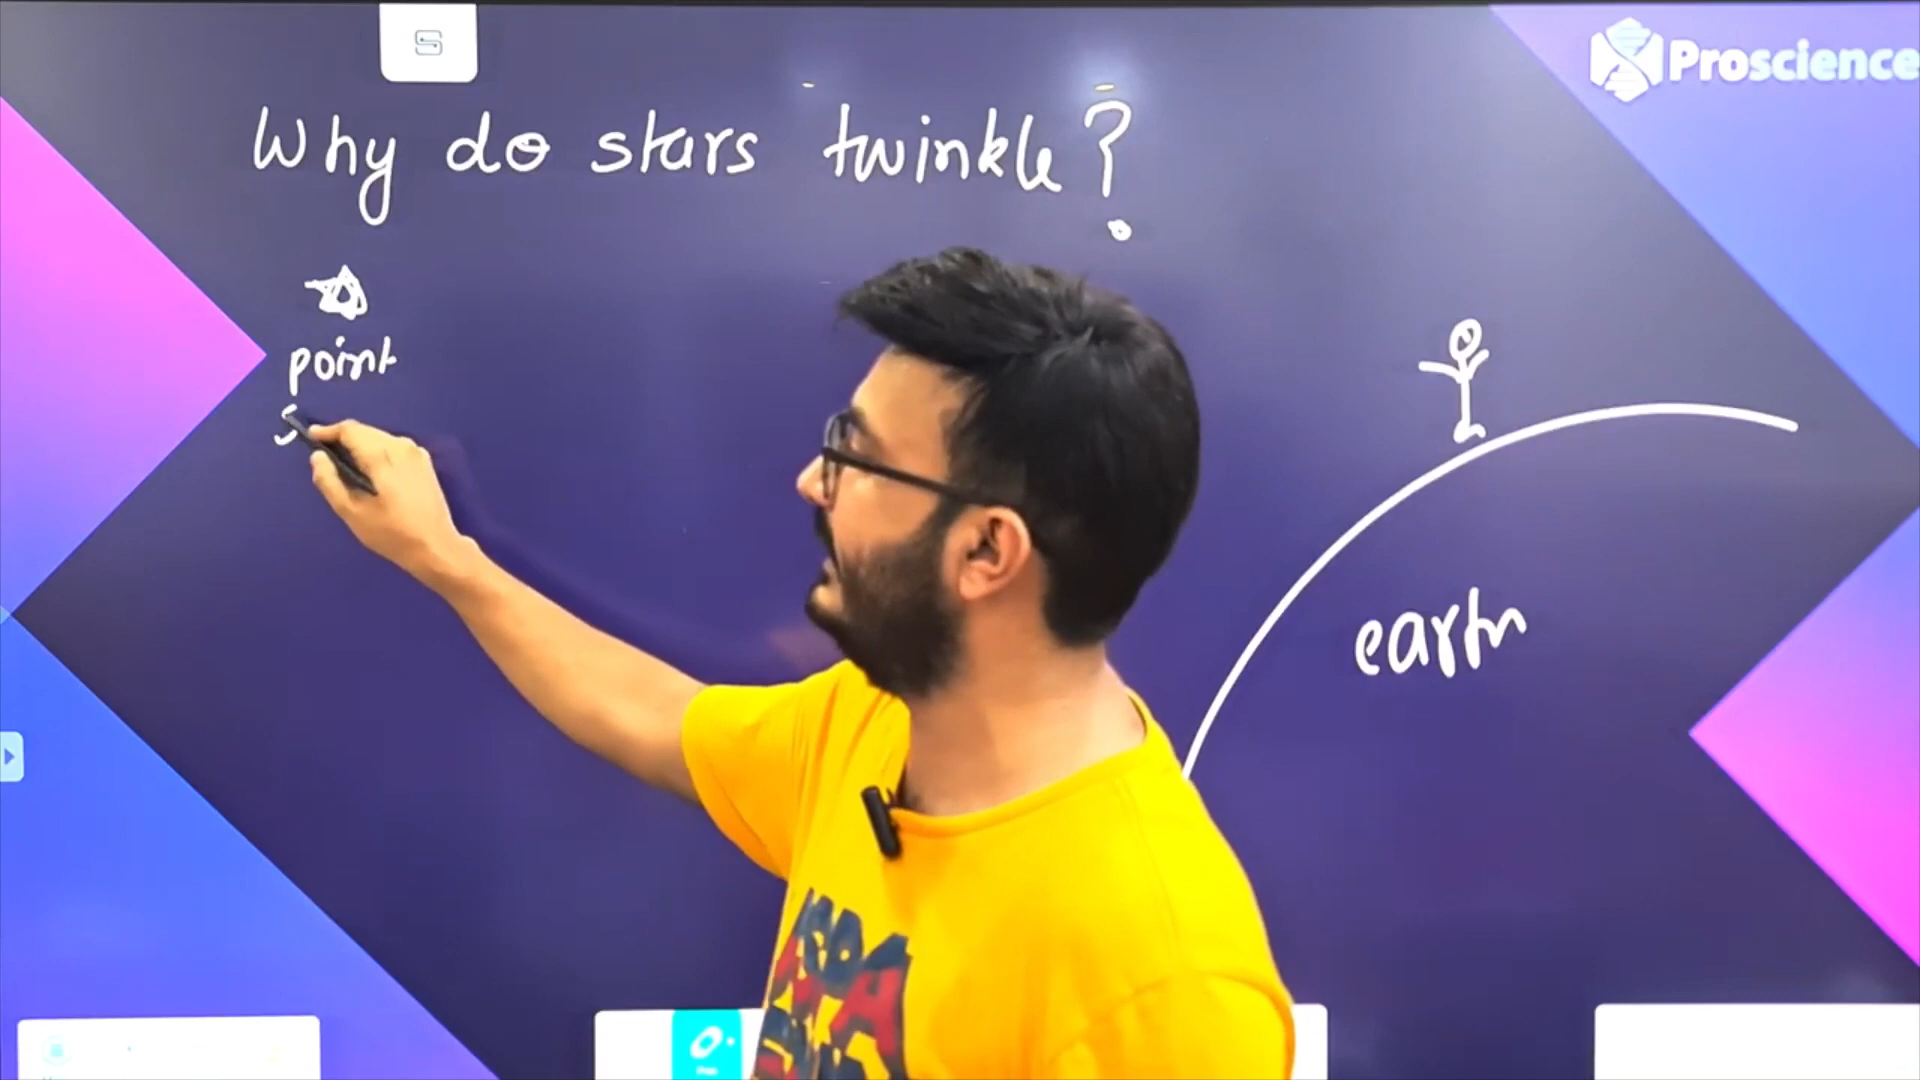 Proscience
Why do stars twinkle?
point
s
earth